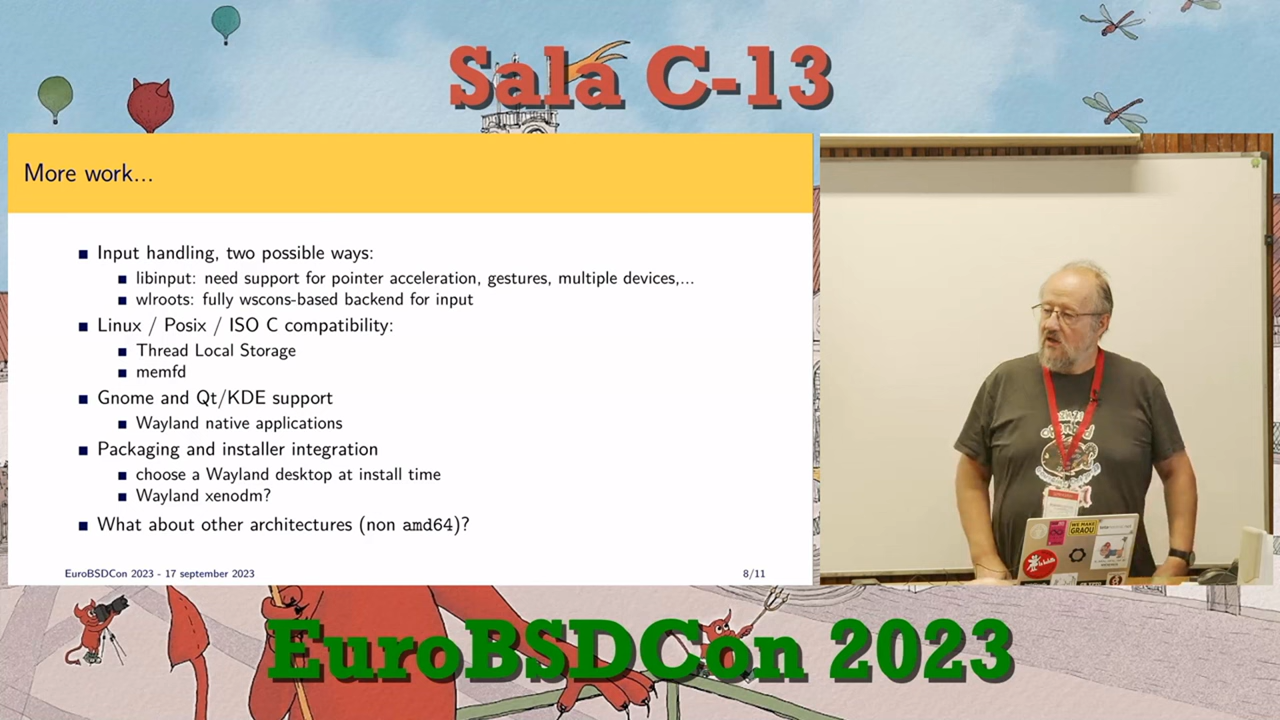 Sala C-13
More work...
Input handling, two possible ways:
libinput: need support for pointer acceleration, gestures, multiple devices,...
wlroots: fully wscons-based backend for input
Linux / Posix / ISO C compatibility:
Thread Local Storage
memfd
Gnome and Qt/KDE support
Wayland native applications
Packaging and installer integration
choose a Wayland desktop at install time
Wayland xenodm?
What about other architectures (non amd64)?
EuroBSDCon 2023 - 17 september 2023
8/11
WE MAKE
GRAOU
EuroBSDCon 2023